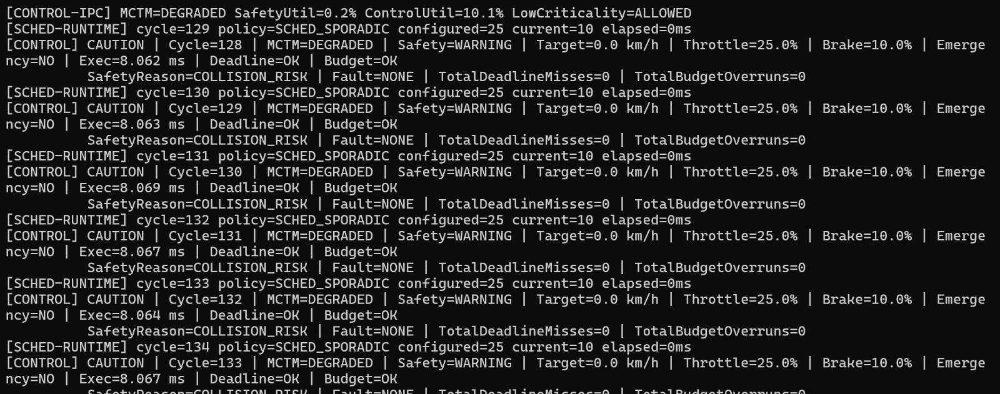 [CONTROL-IPC] MCTM=DEGRADED SafetyUtil=0.2% ControlUtil=10.1% LowCriticality=ALLOWED
[SCHED-RUNTIME] cycle=129 policy=SCHED_SPORADIC configured=25 current=10 elapsed=0ms
[CONTROL] CAUTION | Cycle=128 | MCTM=DEGRADED | Safety=WARNING | Target=0.0 km/h | Throttle=25.0% | Brake=10.0% | Emerge
ncy=NO | Exec=8.062 ms | Deadline=OK | Budget=OK
SafetyReason=COLLISION_RISK | Fault=NONE | TotalDeadlineMisses=0 | TotalBudgetOverruns=0
[SCHED-RUNTIME] cycle=130 policy=SCHED_SPORADIC configured=25 current=10 elapsed=0ms
[CONTROL] CAUTION | Cycle=129 | MCTM=DEGRADED | Safety=WARNING | Target=0.0 km/h | Throttle=25.0% | Brake=10.0% | Emerge
ncy=NO | Exec=8.063 ms | Deadline=OK | Budget=OK
SafetyReason=COLLISION_RISK | Fault=NONE | TotalDeadlineMisses=0 | TotalBudgetOverruns=0
[SCHED-RUNTIME] cycle=131 policy=SCHED_SPORADIC configured=25 current=10 elapsed=0ms
[CONTROL] CAUTION | Cycle=130 | MCTM=DEGRADED | Safety=WARNING | Target=0.0 km/h | Throttle=25.0% | Brake=10.0% | Emerge
ncy=NO | Exec=8.069 ms | Deadline=OK | Budget=OK
SafetyReason=COLLISION_RISK | Fault=NONE | TotalDeadlineMisses=0 | TotalBudgetOverruns=0
[SCHED-RUNTIME] cycle=132 policy=SCHED_SPORADIC configured=25 current=10 elapsed=0ms
[CONTROL] CAUTION | Cycle=131 | MCTM=DEGRADED | Safety=WARNING | Target=0.0 km/h | Throttle=25.0% | Brake=10.0% | Emerge
ncy=NO | Exec=8.067 ms | Deadline=OK | Budget=OK
SafetyReason=COLLISION_RISK | Fault=NONE | TotalDeadlineMisses=0 | TotalBudgetOverruns=0
[SCHED-RUNTIME] cycle=133 policy=SCHED_SPORADIC configured=25 current=10 elapsed=0ms
[CONTROL] CAUTION | Cycle=132 | MCTM=DEGRADED | Safety=WARNING | Target=0.0 km/h | Throttle=25.0% | Brake=10.0% | Emerge
ncy=NO | Exec=8.064 ms | Deadline=OK | Budget=OK
SafetyReason=COLLISION_RISK | Fault=NONE | TotalDeadlineMisses=0 | TotalBudgetOverruns=0
[SCHED-RUNTIME] cycle=134 policy=SCHED_SPORADIC configured=25 current=10 elapsed=0ms
[CONTROL] CAUTION | Cycle=133 | MCTM=DEGRADED | Safety=WARNING | Target=0.0 km/h | Throttle=25.0% | Brake=10.0% | Emerge
ncy=NO | Exec=8.067 ms | Deadline=OK | Budget=OK
SafetyReason=COLLISION_RISK | Fault=NONE | TotalDeadlineMisses=0 | TotalBudgetOverruns=0